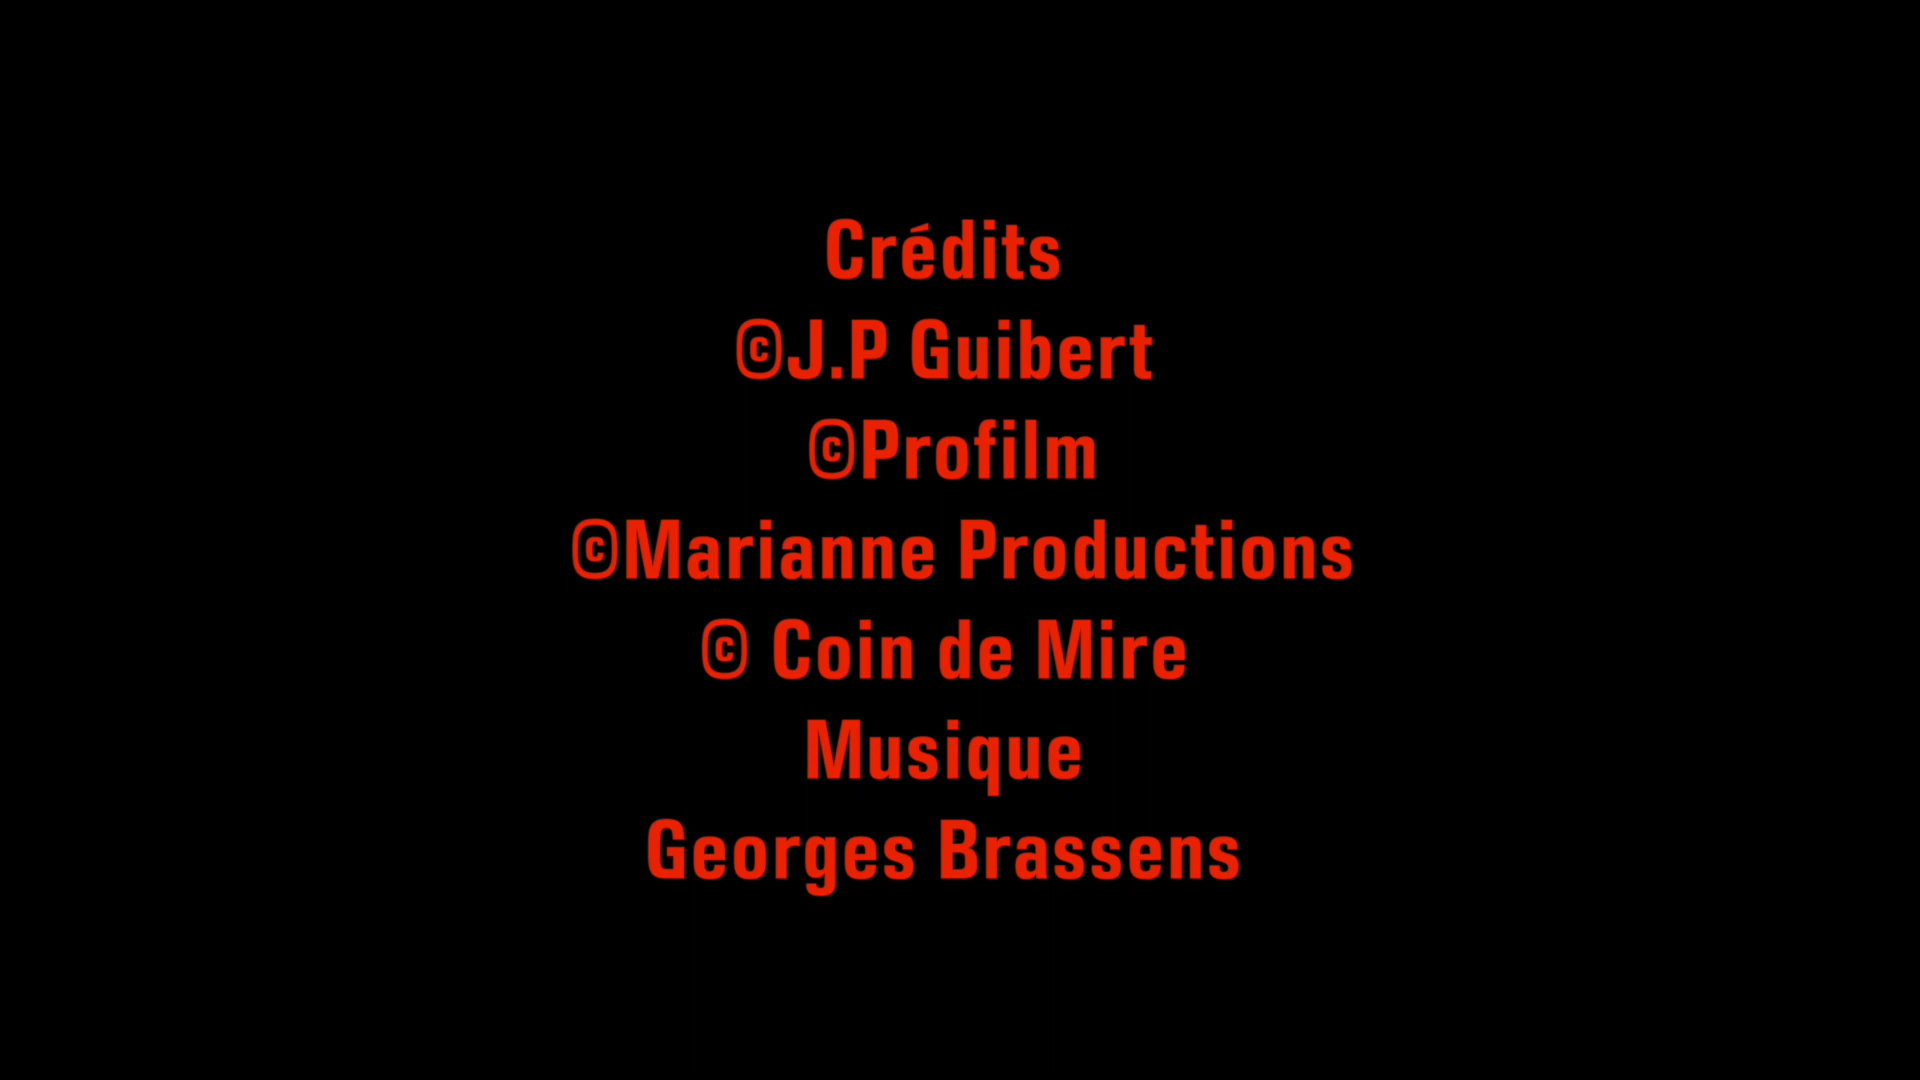 Crédits
©J.P Guibert
©Profilm
©Marianne Productions
© Coin de Mire
Musique
Georges Brassens